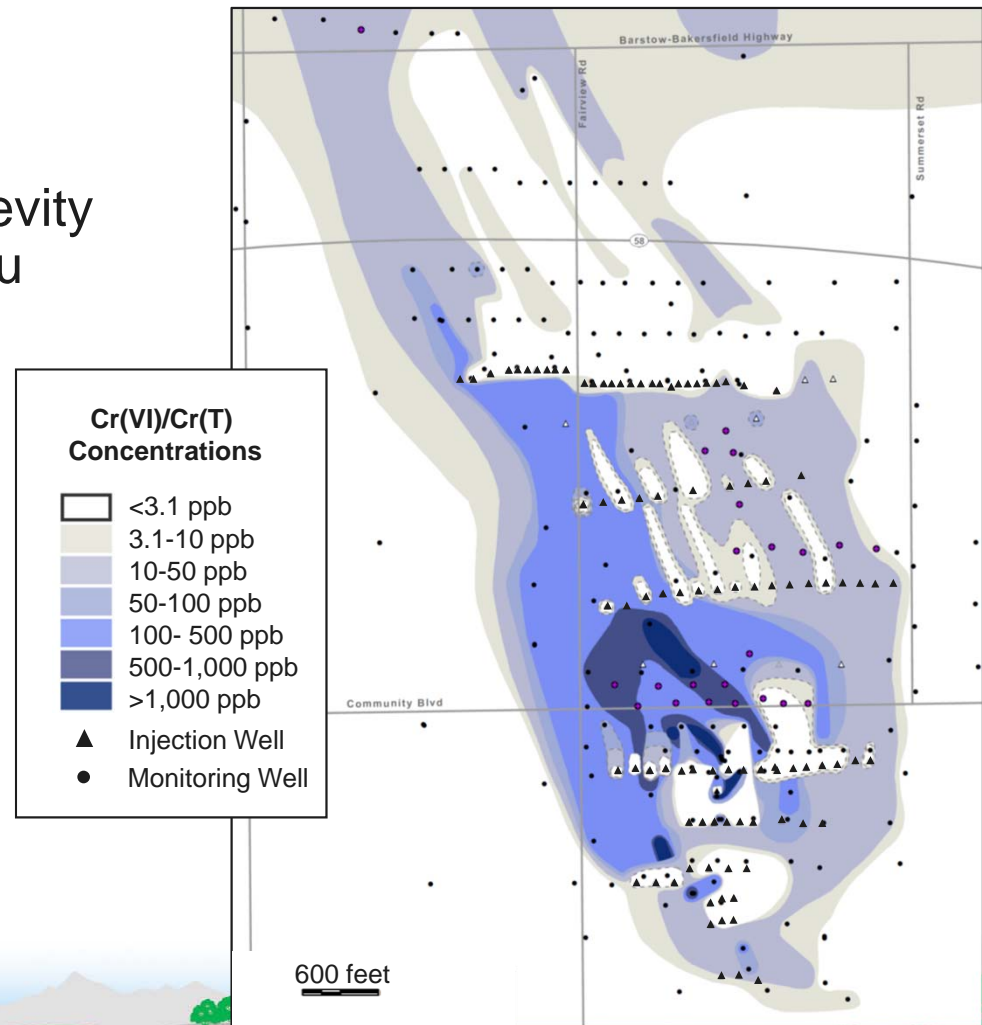 evity
u
Cr(VI)/Cr(T)
Concentrations
<3.1 ppb
3.1-10 ppb
10-50 ppb
50-100 ppb
100- 500 ppb
500-1,000 ppb
>1,000 ppb
Injection Well
Monitoring Well
Barstow-Bakersfield Highway
Fairview Rd
Summerset Rd
58
Community Blvd
600 feet